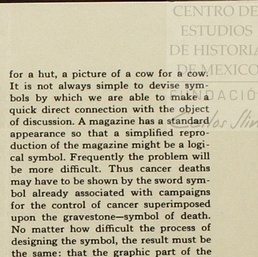 CENTRO DE
ESTUDIOS
DE HISTORIA
DE MEXICO
FUNDACIÓ
Carlos Slim
for a hut, a picture of a cow for a cow.
It is not always simple to devise sym-
bols by which we are able to make a
quick direct connection with the object
of discussion. A magazine has a standard
appearance so that a simplified repro-
duction of the magazine might be a logi-
cal symbol. Frequently the problem will
be more difficult. Thus cancer deaths
may have to be shown by the sword sym-
bol already associated with campaigns
for the control of cancer superimposed
upon the gravestone—symbol of death.
No matter how difficult the process of
designing the symbol, the result must be
the same: that the graphic part of the